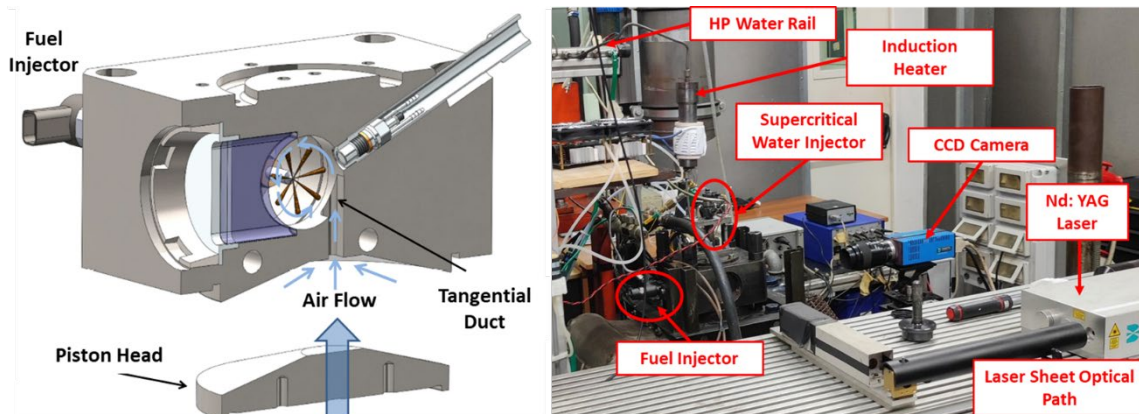 Fuel
Injector
Air Flow
Tangential
Duct
Piston Head
HP Water Rail
Induction
Heater
Supercritical
Water Injector
CCD Camera
Nd: YAG
Laser
Fuel Injector
Laser Sheet Optical
Path